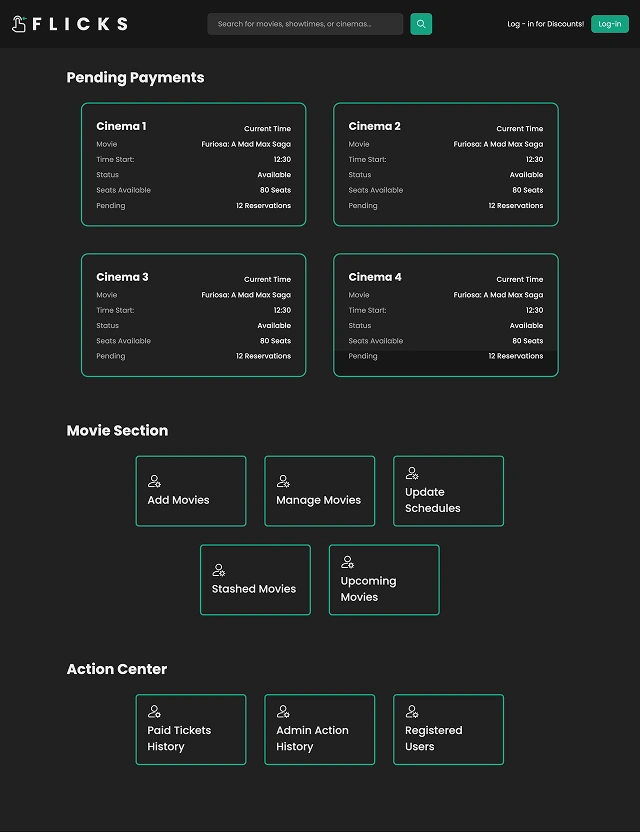 FLICKS
Search for movies, showtimes, or cinemas...
Log - in for Discounts!
Log-in
Pending Payments
Cinema 1 Current Time
Movie Furiosa: A Mad Max Saga
Time Start: 12:30
Status Available
Seats Available 80 Seats
Pending 12 Reservations
Cinema 2 Current Time
Movie Furiosa: A Mad Max Saga
Time Start: 12:30
Status Available
Seats Available 80 Seats
Pending 12 Reservations
Cinema 3 Current Time
Movie Furiosa: A Mad Max Saga
Time Start: 12:30
Status Available
Seats Available 80 Seats
Pending 12 Reservations
Cinema 4 Current Time
Movie Furiosa: A Mad Max Saga
Time Start: 12:30
Status Available
Seats Available 80 Seats
Pending 12 Reservations
Movie Section
Add Movies
Manage Movies
Update
Schedules
Stashed Movies
Upcoming
Movies
Action Center
Paid Tickets
History
Admin Action
History
Registered
Users